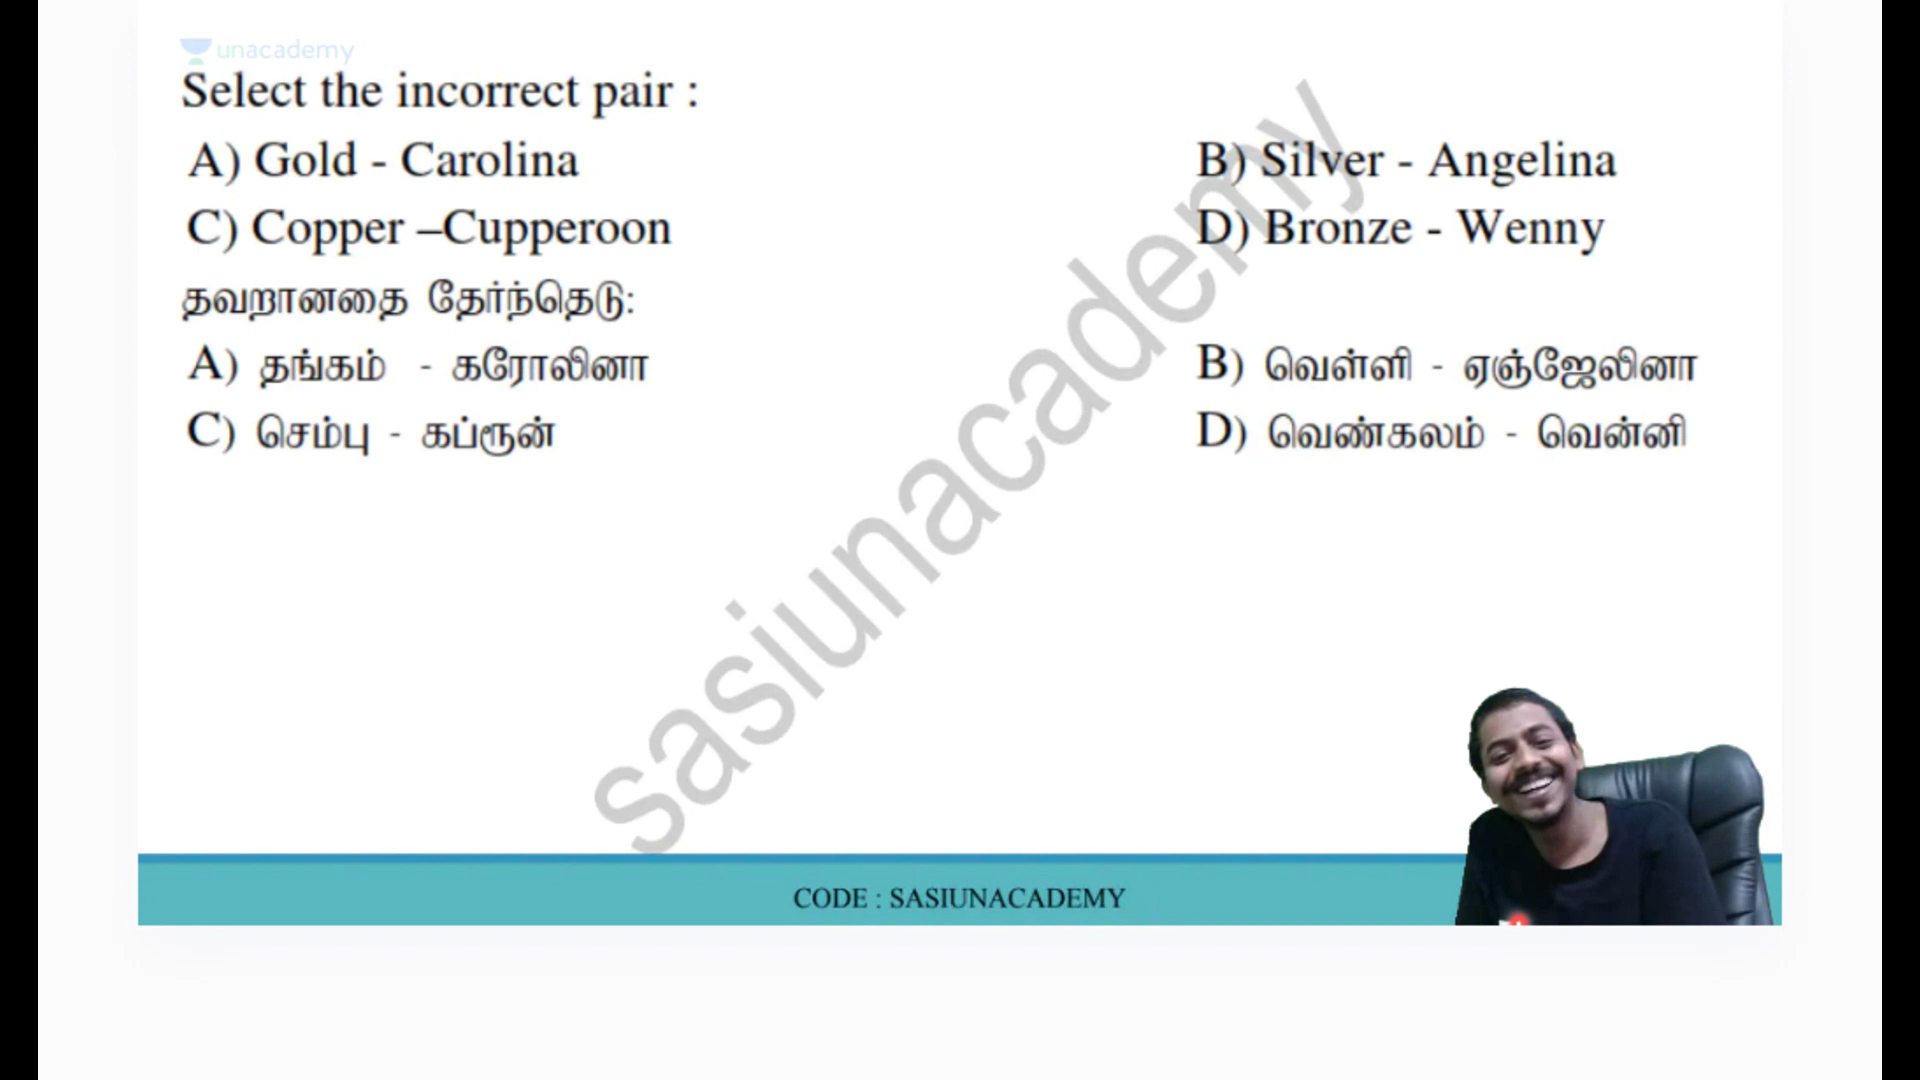 unacademy
Select the incorrect pair :
A) Gold - Carolina B) Silver - Angelina
C) Copper –Cupperoon D) Bronze - Wenny
தவறானதை தேர்ந்தெடு:
A) தங்கம் - கரோலினா B) வெள்ளி - ஏஞ்ஜேலினா
C) செம்பு - கப்ரூன் D) வெண்கலம் - வென்னி
sasiunacademy
CODE : SASIUNACADEMY